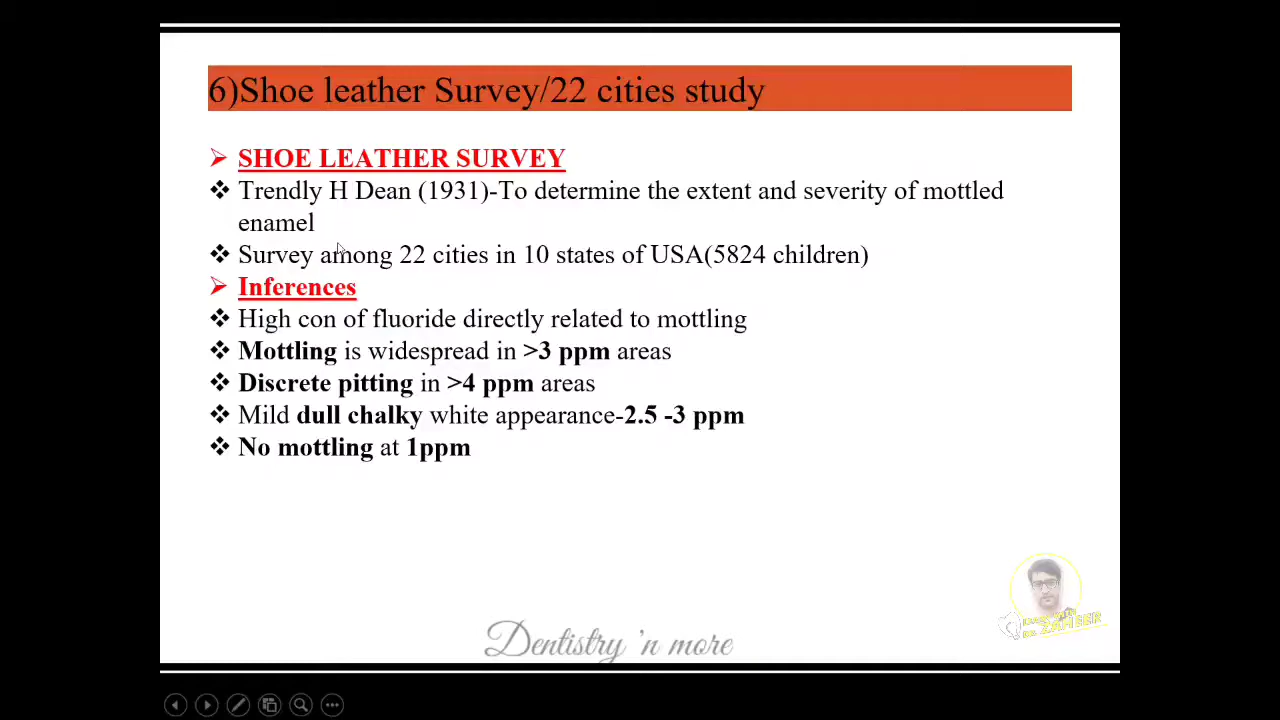 6)Shoe leather Survey/22 cities study
SHOE LEATHER SURVEY
Trendly H Dean (1931)-To determine the extent and severity of mottled
enamel
Survey among 22 cities in 10 states of USA(5824 children)
Inferences
High con of fluoride directly related to mottling
Mottling is widespread in >3 ppm areas
Discrete pitting in >4 ppm areas
Mild dull chalky white appearance-2.5 -3 ppm
No mottling at 1ppm
ZAMEER
Dentistry 'n more